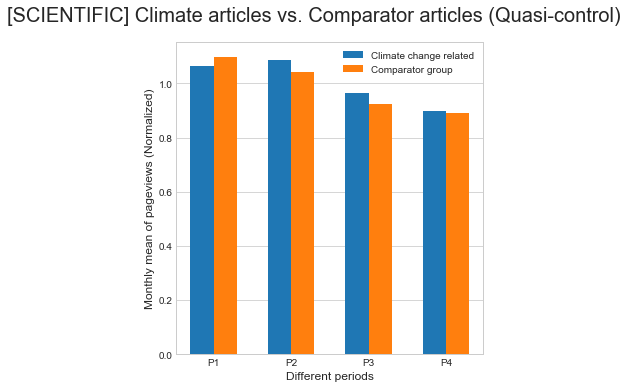 [SCIENTIFIC] Climate articles vs. Comparator articles (Quasi-control)
Climate change related
Comparator group
Monthly mean of pageviews (Normalized)
1.0
0.8
0.6
0.4
0.2
0.0
P1 P2 P3 P4
Different periods